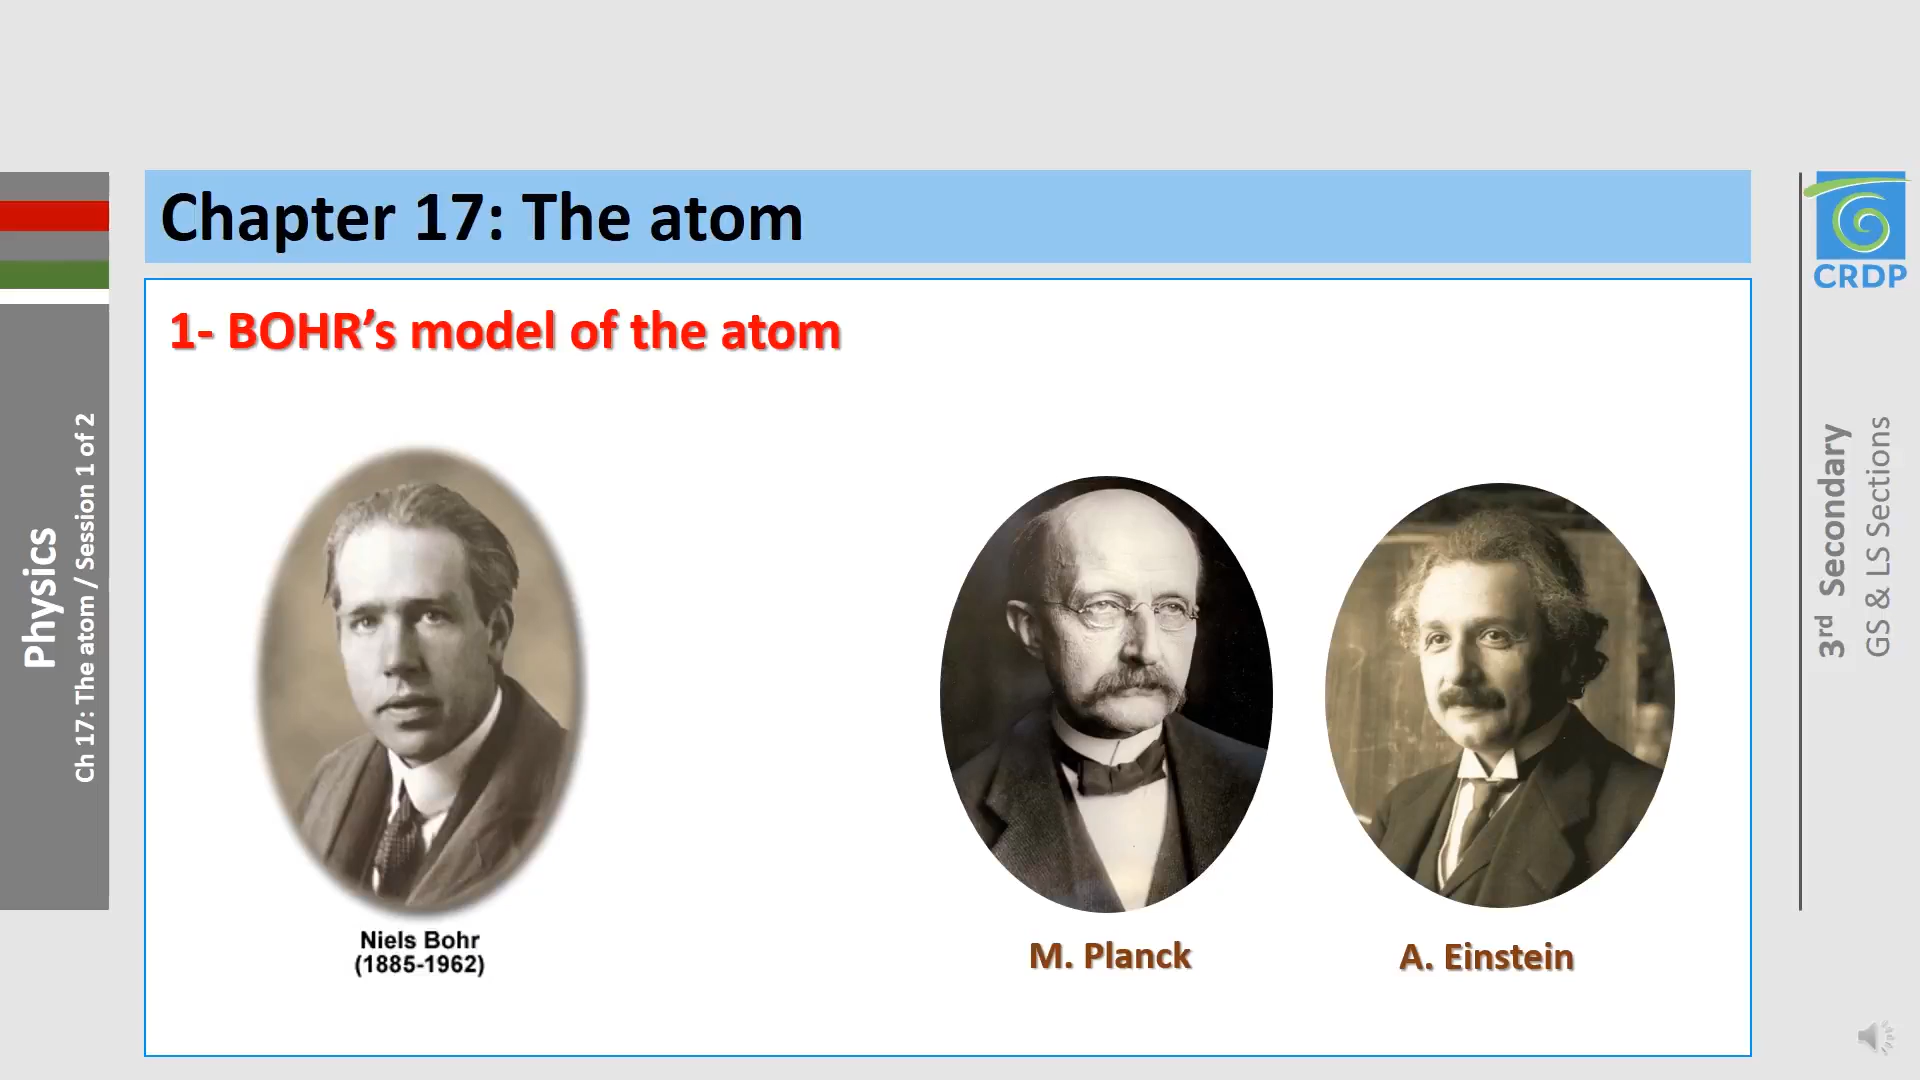 Chapter 17: The atom
1- BOHR’s model of the atom
Niels Bohr
(1885-1962)
M. Planck
A. Einstein
Physics
Ch 17: The atom / Session 1 of 2
CRDP
3rd Secondary
GS & LS Sections